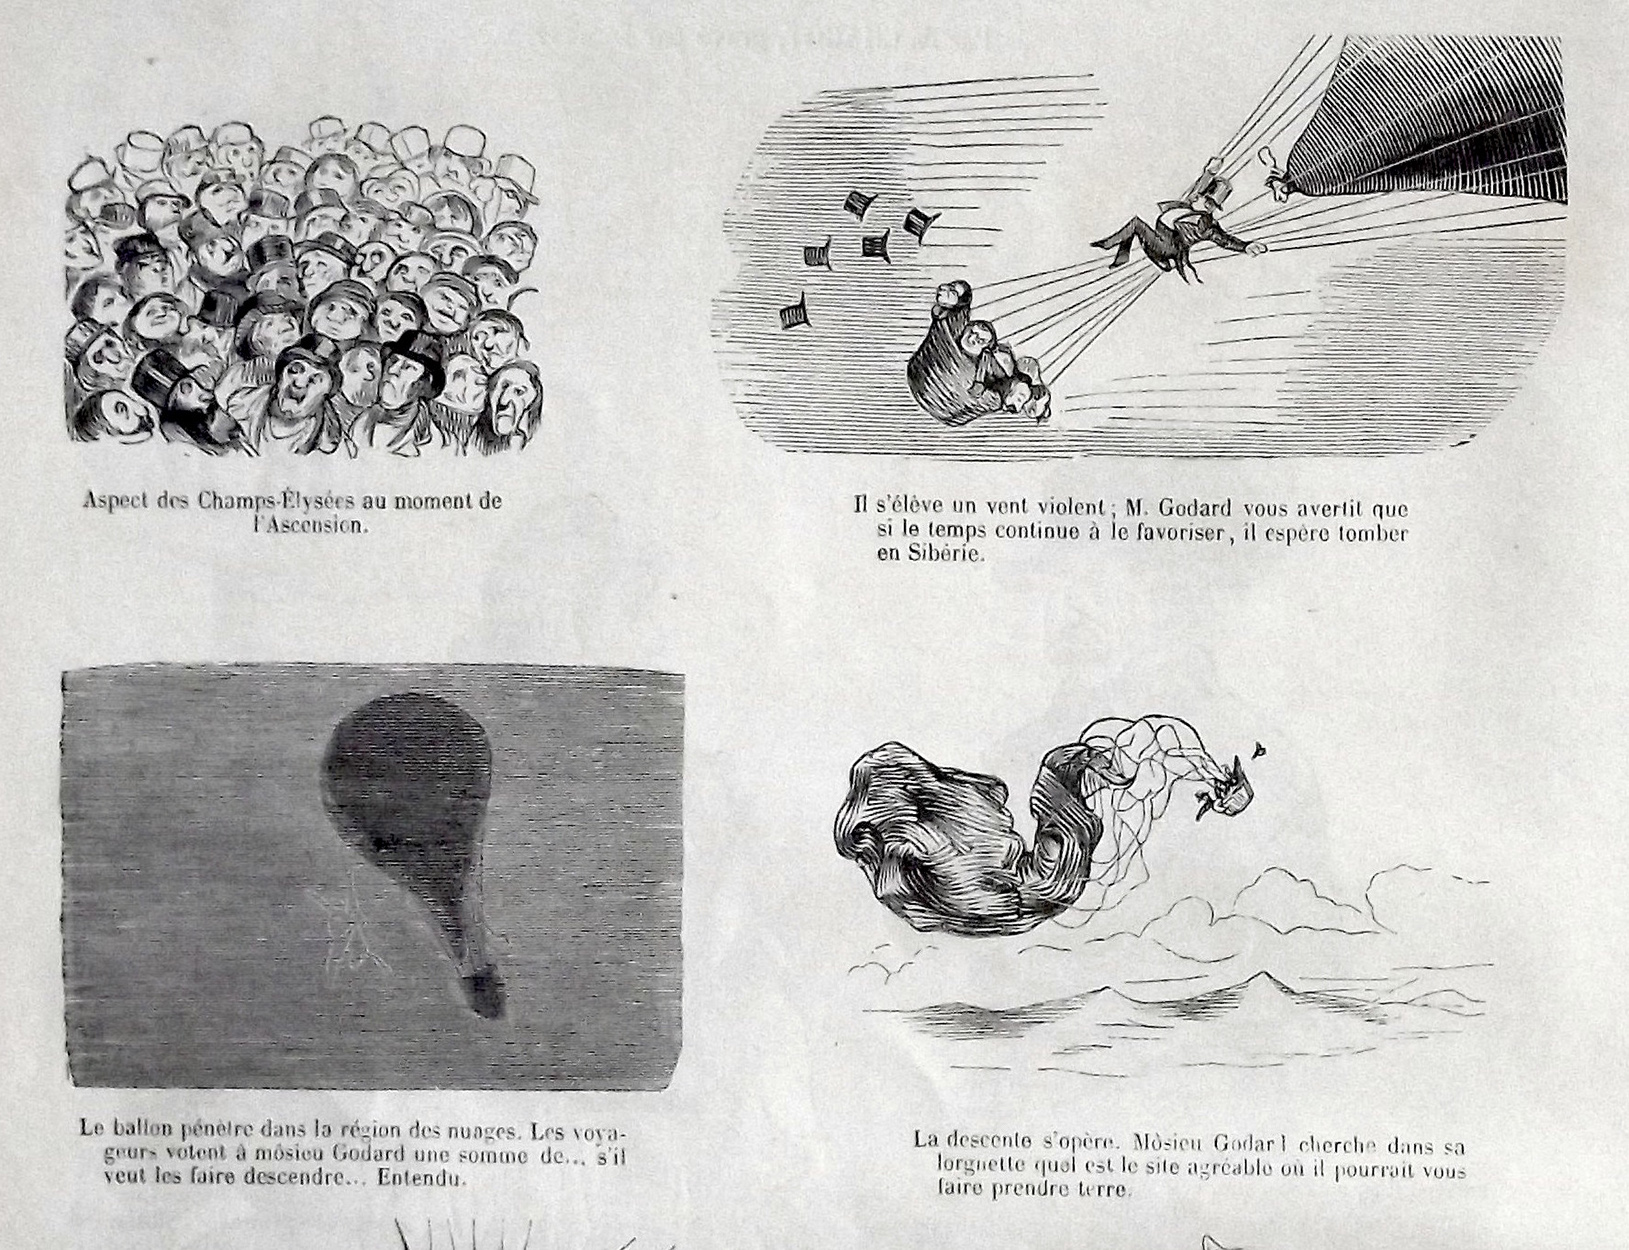 Aspect des Champs-Élysées au moment de
l'Ascension.
Il s'élève un vent violent; M. Godard vous avertit que
si le temps continue à le favoriser, il espère tomber
en Sibérie.
Le ballon pénètre dans la région des nuages. Les voya-
geurs votent à môsieu Godard une somme de... s'il
veut les faire descendre... Entendu.
La descente s'opère. Môsieu Godard cherche dans sa
lorgnette quel est le site agréable où il pourrait vous
faire prendre terre.